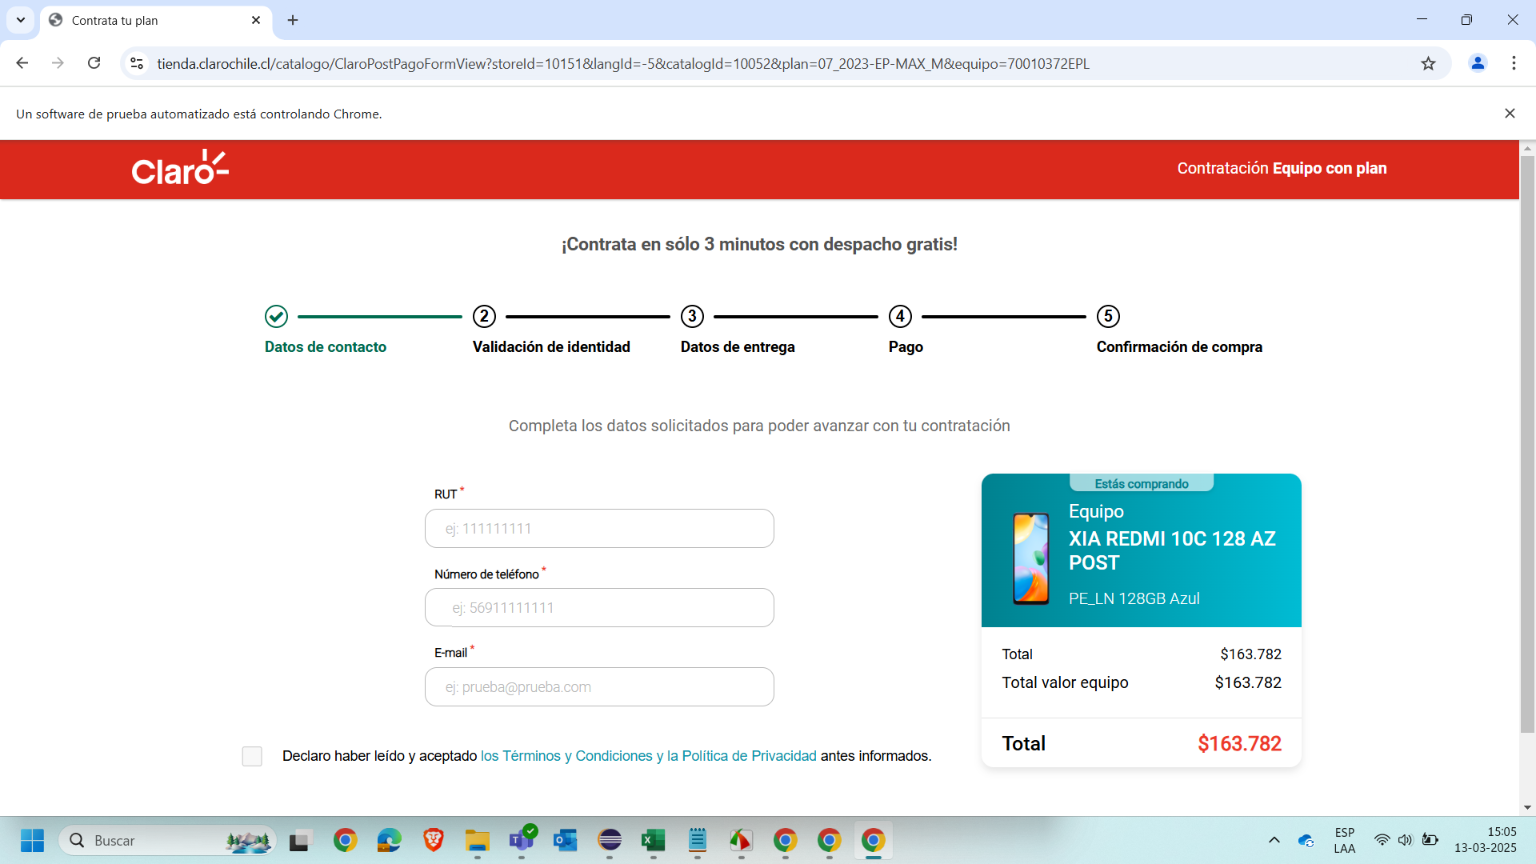 Contrata tu plan
tienda.clarochile.cl/catalogo/ClaroPostPagoFormView?storeId=10151&langId=-5&catalogId=10052&plan=07_2023-EP-MAX_M&equipo=70010372EPL
Un software de prueba automatizado está controlando Chrome.
Claro
Contratación Equipo con plan
¡Contrata en sólo 3 minutos con despacho gratis!
2 3 4 5
Datos de contacto Validación de identidad Datos de entrega Pago Confirmación de compra
Completa los datos solicitados para poder avanzar con tu contratación
RUT *
ej: 111111111
Número de teléfono *
ej: 56911111111
E-mail *
ej: prueba@prueba.com
Declaro haber leído y aceptado los Términos y Condiciones y la Política de Privacidad antes informados.
Estás comprando
Equipo
XIA REDMI 10C 128 AZ
POST
PE_LN 128GB Azul
Total $163.782
Total valor equipo $163.782
Total $163.782
Buscar
ESP
LAA
15:05
13-03-2025